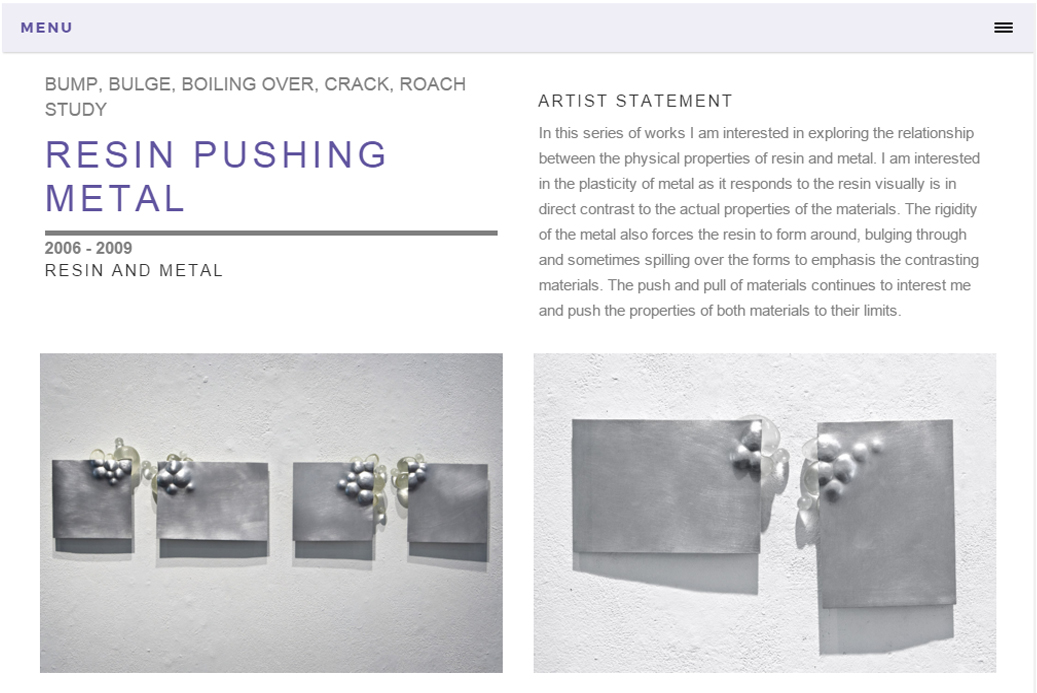 MENU
BUMP, BULGE, BOILING OVER, CRACK, ROACH
STUDY
RESIN PUSHING
METAL
2006 - 2009
RESIN AND METAL
ARTIST STATEMENT
In this series of works I am interested in exploring the relationship
between the physical properties of resin and metal. I am interested
in the plasticity of metal as it responds to the resin visually is in
direct contrast to the actual properties of the materials. The rigidity
of the metal also forces the resin to form around, bulging through
and sometimes spilling over the forms to emphasis the contrasting
materials. The push and pull of materials continues to interest me
and push the properties of both materials to their limits.